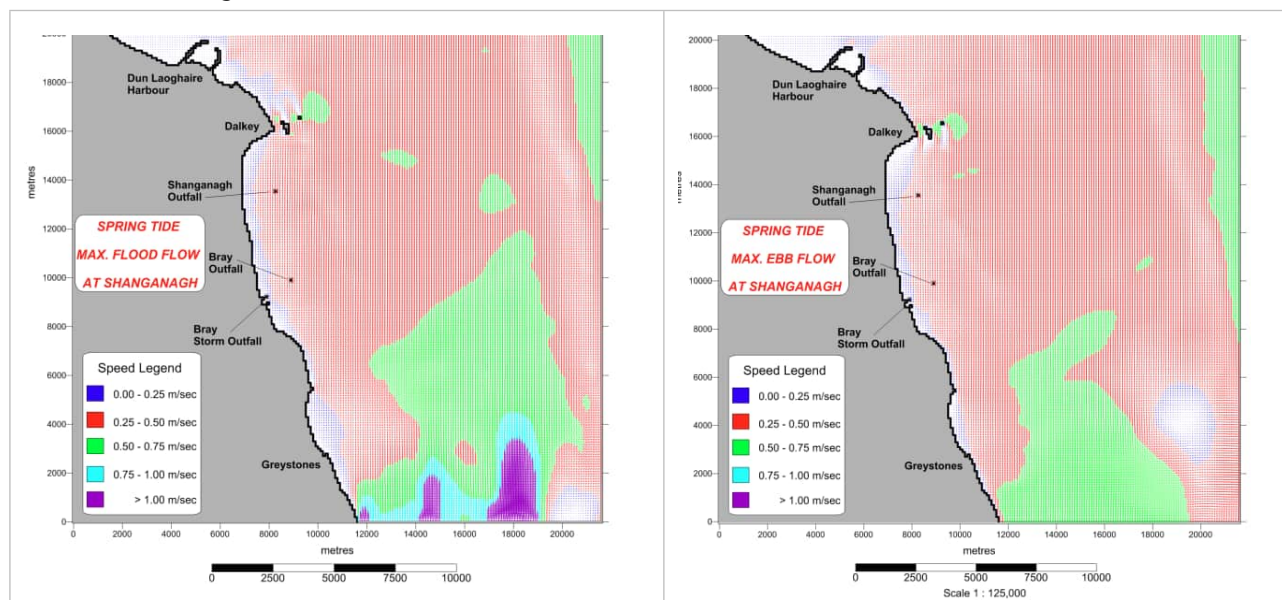 20000
18000
16000
14000
12000
10000
8000
6000
4000
2000
0
metres
Dun Laoghaire
Harbour
Dalkey
Shanganagh
Outfall
SPRING TIDE
MAX. FLOOD FLOW
AT SHANGANAGH
Bray
Outfall
Bray
Storm Outfall
Speed Legend
0.00 - 0.25 m/sec
0.25 - 0.50 m/sec
0.50 - 0.75 m/sec
0.75 - 1.00 m/sec
> 1.00 m/sec
Greystones
0 2000 4000 6000 8000 10000 12000 14000 16000 18000 20000
metres
0 2500 5000 7500 10000
20000
18000
16000
14000
12000
10000
8000
6000
4000
2000
0
metres
Dun Laoghaire
Harbour
Dalkey
Shanganagh
Outfall
SPRING TIDE
MAX. EBB FLOW
AT SHANGANAGH
Bray
Outfall
Bray
Storm Outfall
Speed Legend
0.00 - 0.25 m/sec
0.25 - 0.50 m/sec
0.50 - 0.75 m/sec
0.75 - 1.00 m/sec
> 1.00 m/sec
Greystones
0 2000 4000 6000 8000 10000 12000 14000 16000 18000 20000
metres
0 2500 5000 7500 10000
Scale 1 : 125,000